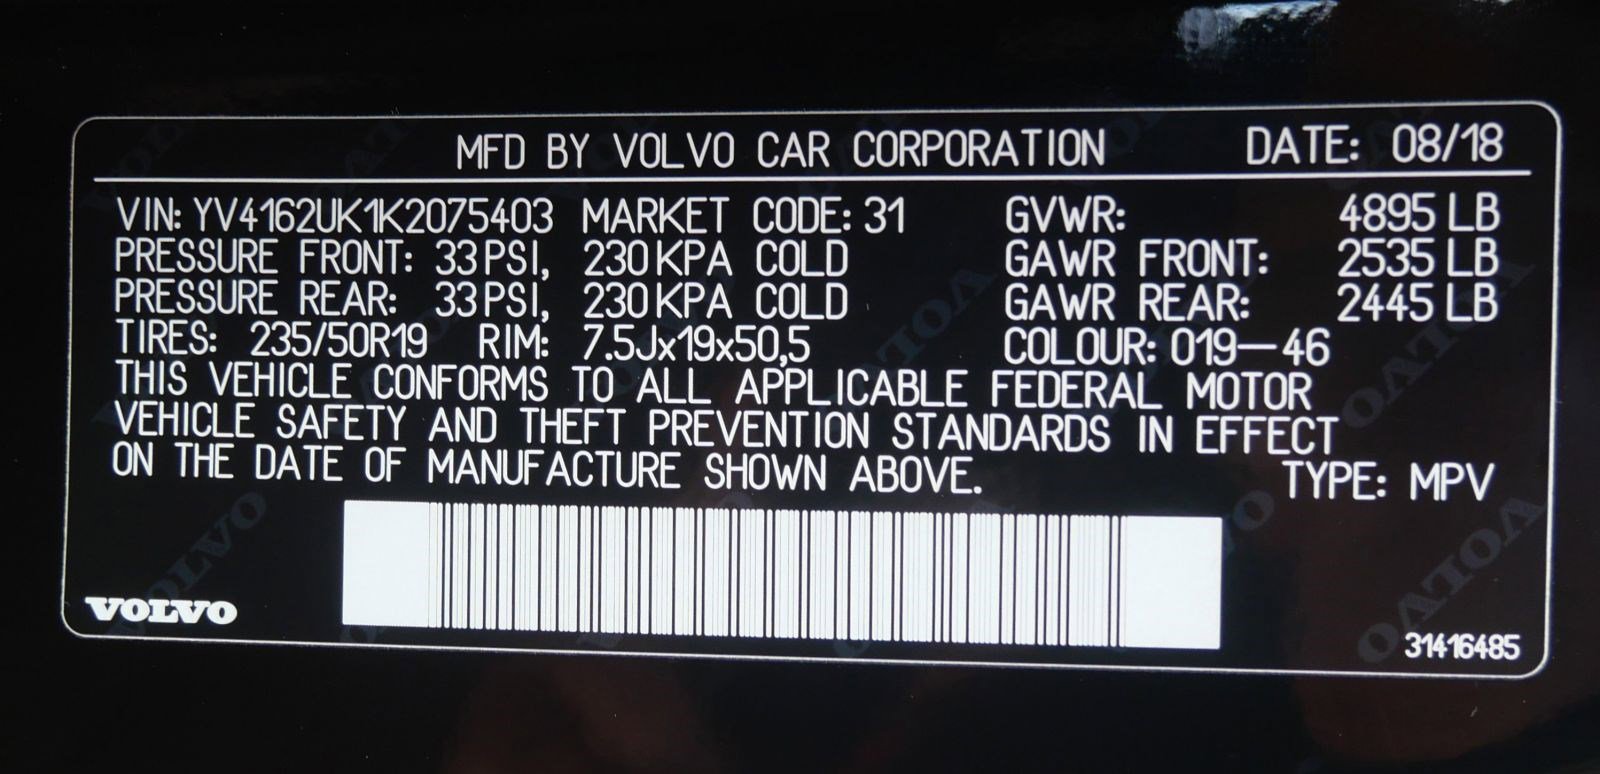 MFD BY VOLVO CAR CORPORATION DATE: 08/18
VIN: YV4162UK1K2075403 MARKET CODE: 31 GVWR: 4895 LB
PRESSURE FRONT: 33 PSI, 230 KPA COLD GAWR FRONT: 2535 LB
PRESSURE REAR: 33 PSI, 230 KPA COLD GAWR REAR: 2445 LB
TIRES: 235/50R19 RIM: 7.5Jx19x50,5 COLOUR: 019-46
THIS VEHICLE CONFORMS TO ALL APPLICABLE FEDERAL MOTOR
VEHICLE SAFETY AND THEFT PREVENTION STANDARDS IN EFFECT
ON THE DATE OF MANUFACTURE SHOWN ABOVE. TYPE: MPV
VOLVO
31416485